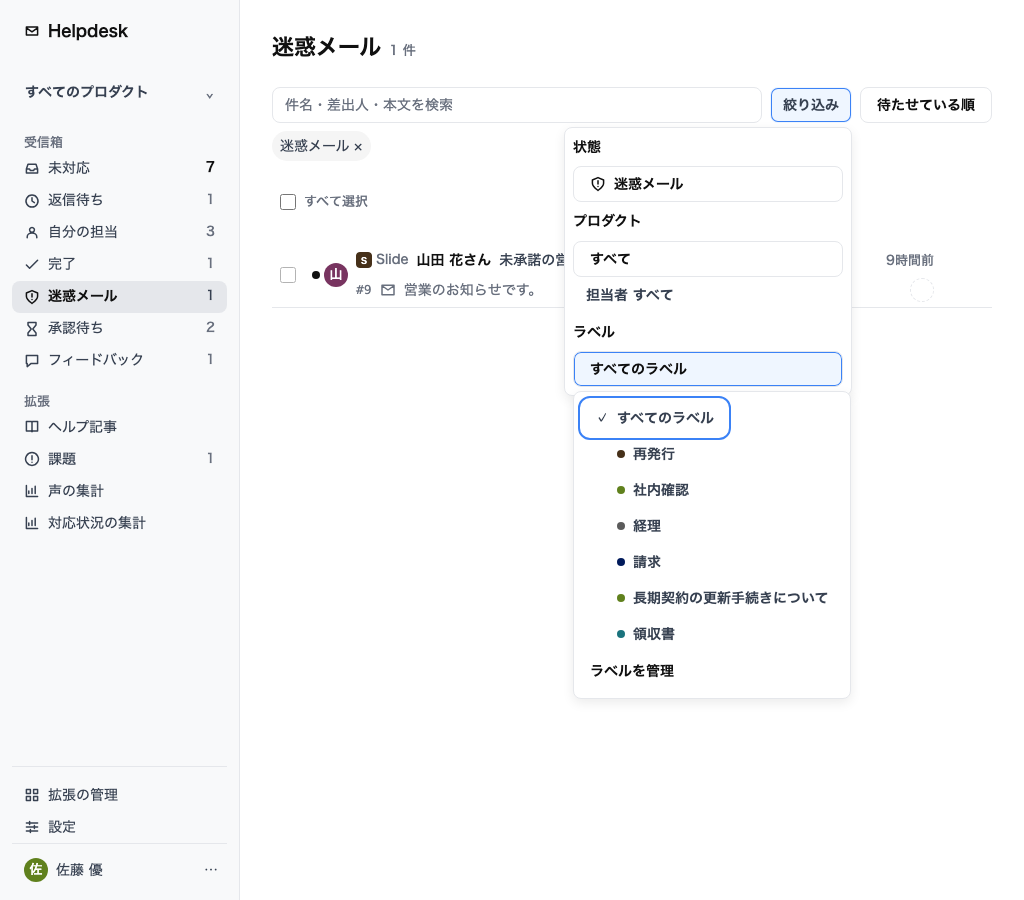 Helpdesk
すべてのプロダクト
受信箱
未対応 7
返信待ち 1
自分の担当 3
完了 1
迷惑メール 1
承認待ち 2
フィードバック 1
拡張
ヘルプ記事
課題 1
声の集計
対応状況の集計
拡張の管理
設定
佐 佐藤 優 …
迷惑メール 1 件
件名・差出人・本文を検索 絞り込み 待たせている順
迷惑メール ×
すべて選択
山 S Slide 山田 花さん 未承諾の営 9時間前
#9 営業のお知らせです。
状態
迷惑メール
プロダクト
すべて
担当者 すべて
ラベル
すべてのラベル
✓ すべてのラベル
再発行
社内確認
経理
請求
長期契約の更新手続きについて
領収書
ラベルを管理